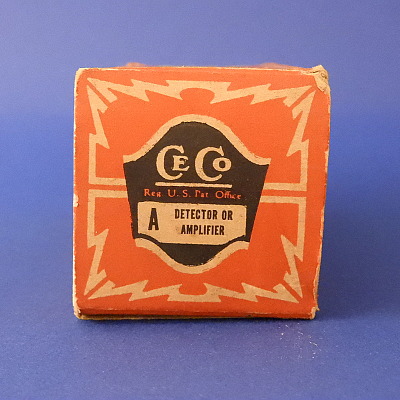 CECO
Reg. U. S. Pat Office
A DETECTOR OR
AMPLIFIER